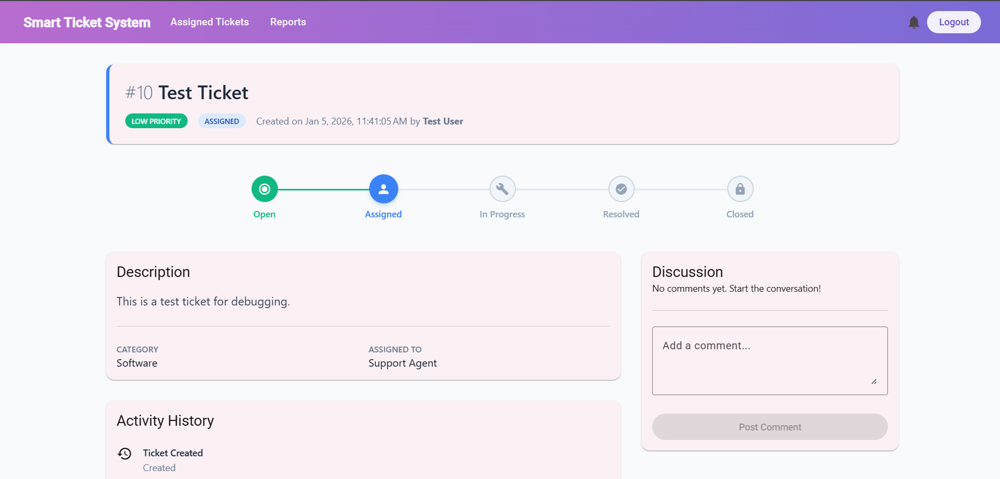 Smart Ticket System Assigned Tickets Reports Logout
#10 Test Ticket
LOW PRIORITY ASSIGNED Created on Jan 5, 2026, 11:41:05 AM by Test User
Open Assigned In Progress Resolved Closed
Description
This is a test ticket for debugging.
CATEGORY ASSIGNED TO
Software Support Agent
Activity History
Ticket Created
Created
Discussion
No comments yet. Start the conversation!
Add a comment...
Post Comment